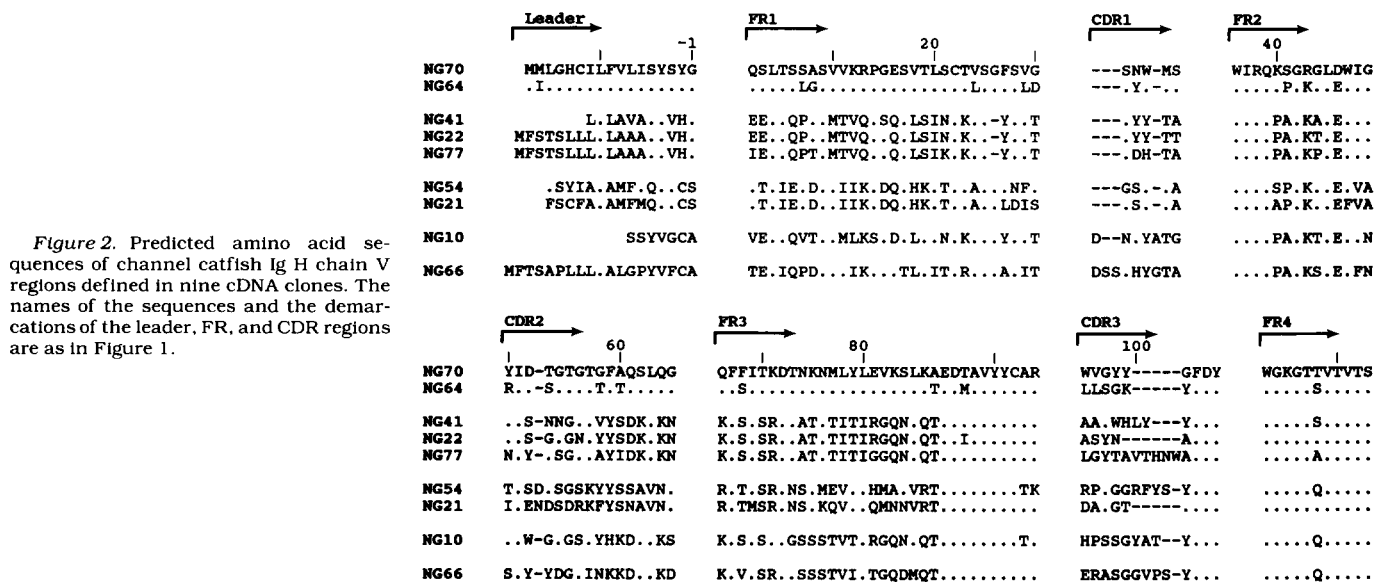 Figure 2. Predicted amino acid se-
quences of channel catfish Ig H chain V
regions defined in nine cDNA clones. The
names of the sequences and the demar-
cations of the leader, FR, and CDR regions
are as in Figure 1.
Leader FR1 CDR1 FR2
-1 20 40
NG70 MMLGHCILFVLISYSYG QSLTSSASVVKRPGESVTLSCTVSGFSVG ---SNW-MS WIRQKSGRGLDWIG
NG64 .I............... .....LG..............L....LD ---.Y.-.. ....P.K..E...
NG41 L.LAVA..VH. EE..QP..MTVQ.SQ.LSIN.K..-Y..T ---.YY-TA ....PA.KA.E...
NG22 MFSTSLLL.LAAA..VH. EE..QP..MTVQ..Q.LSIN.K..-Y..T ---.YY-TT ....PA.KT.E...
NG77 MFSTSLLL.LAAA..VH. IE..QPT.MTVQ..Q.LSIK.K..-Y..T ---.DH-TA ....PA.KP.E...
NG54 .SYIA.AMF.Q..CS .T.IE.D..IIK.DQ.HK.T..A...NF. ---GS.-.A ....SP.K..E.VA
NG21 FSCFA.AMFMQ..CS .T.IE.D..IIK.DQ.HK.T..A..LDIS ---.S.-.A ....AP.K..EFVA
NG10 SSYVGCA VE..QVT..MLKS.D.L..N.K...Y..T D--N.YATG ....PA.KT.E..N
NG66 MFTSAPLLL.ALGPYVFCA TE.IQPD...IK...TL.IT.R...A.IT DSS.HYGTA ....PA.KS.E.FN
CDR2 FR3 CDR3 FR4
60 80 100
NG70 YID-TGTGTGFAQSLQG QFFITKDTNKNMLYLEVKSLKAEDTAVYYCAR WVGYY-----GFDY WGKGTTVTVTS
NG64 R..-S....T.T..... ..S..................T..M....... LLSGK-----Y... .....S.....
NG41 ..S-NNG..VYSDK.KN K.S.SR..AT.TITIRGQN.QT......... AA.WHLY---Y... .....S.....
NG22 ..S-G.GN.YYSDK.KN K.S.SR..AT.TITIRGQN.QT..I...... ASYN------A... ...........
NG77 N.Y-.SG..AYIDK.KN K.S.SR..AT.TITIGGQN.QT......... LGYTAVTHNWA... .....A.....
NG54 T.SD.SGSKYYSSAVN. R.T.SR.NS.MEV..HMA.VRT........TK RP.GGRFYS-Y... .....Q.....
NG21 I.ENDSDRKFYSNAVN. R.TMSR.NS.KQV..QMNNVRT......... DA.GT-----.... ...........
NG10 ..W-G.GS.YHKD..KS K.S.S..GSSSTVT.RGQN.QT........T. HPSSGYAT--Y... .....Q.....
NG66 S.Y-YDG.INKKD..KD K.V.SR..SSSTVI.TGQDMQT......... ERASGGVPS-Y... .....Q.....